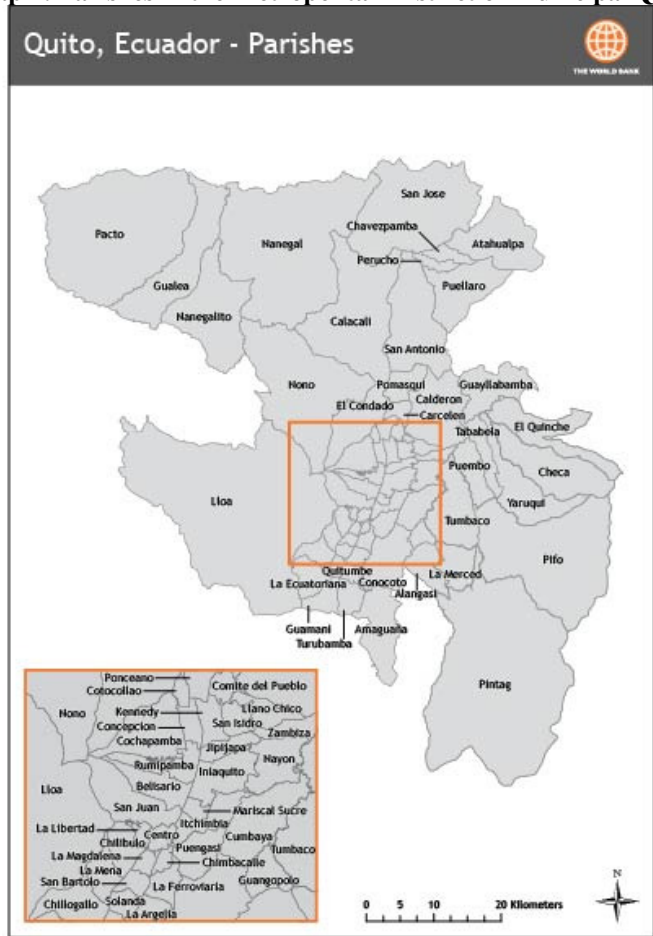 Quito, Ecuador - Parishes
THE WORLD BANK
San Jose
Chavezpamba
Pacto
Nanegal
Atahualpa
Perucho
Gualea
Puellaro
Nanegalito
Calacali
San Antonio
Nono
Pomasqui
Guayllabamba
El Condado
Calderon
Carcelen
Tababela
El Quinche
Puembo
Checa
Lloa
Yaruqui
Tumbaco
Pifo
Quitumbe
La Ecuatoriana
Conocoto
La Merced
Alangasi
Guamani
Turubamba
Amaguaña
Pintag
Ponceano
Cotocollao
Comite del Pueblo
Nono
Kennedy
Llano Chico
Concepcion
San Isidro
Zambiza
Cochapamba
Jipijapa
Rumipamba
Iniaquito
Nayon
Lloa
Belisario
San Juan
Mariscal Sucre
Itchimbia
La Libertad
Centro
Cumbaya
Chilibulo
Puengasi
Tumbaco
La Magdalena
Chimbacalle
La Mena
San Bartolo
La Ferroviaria
Guangopolo
Chillogallo
Solanda
La Argelia
N
0 5 10 20 Kilometers